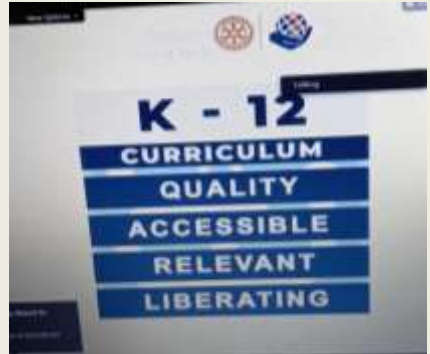 K - 12
CURRICULUM
QUALITY
ACCESSIBLE
RELEVANT
LIBERATING